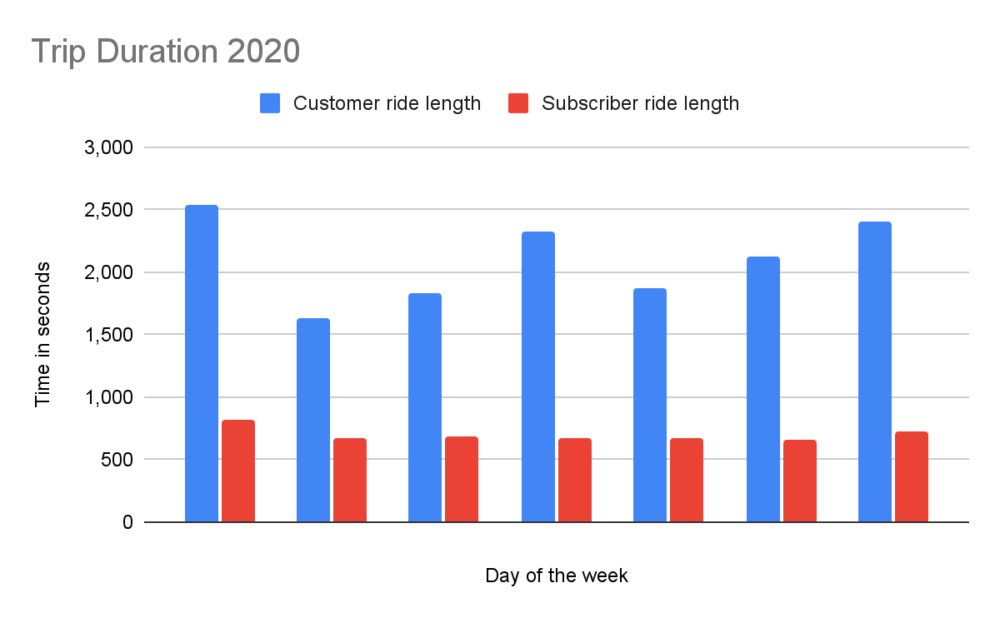 Trip Duration 2020
Customer ride length
Subscriber ride length
3,000
2,500
2,000
1,500
1,000
500
0
Time in seconds
Day of the week